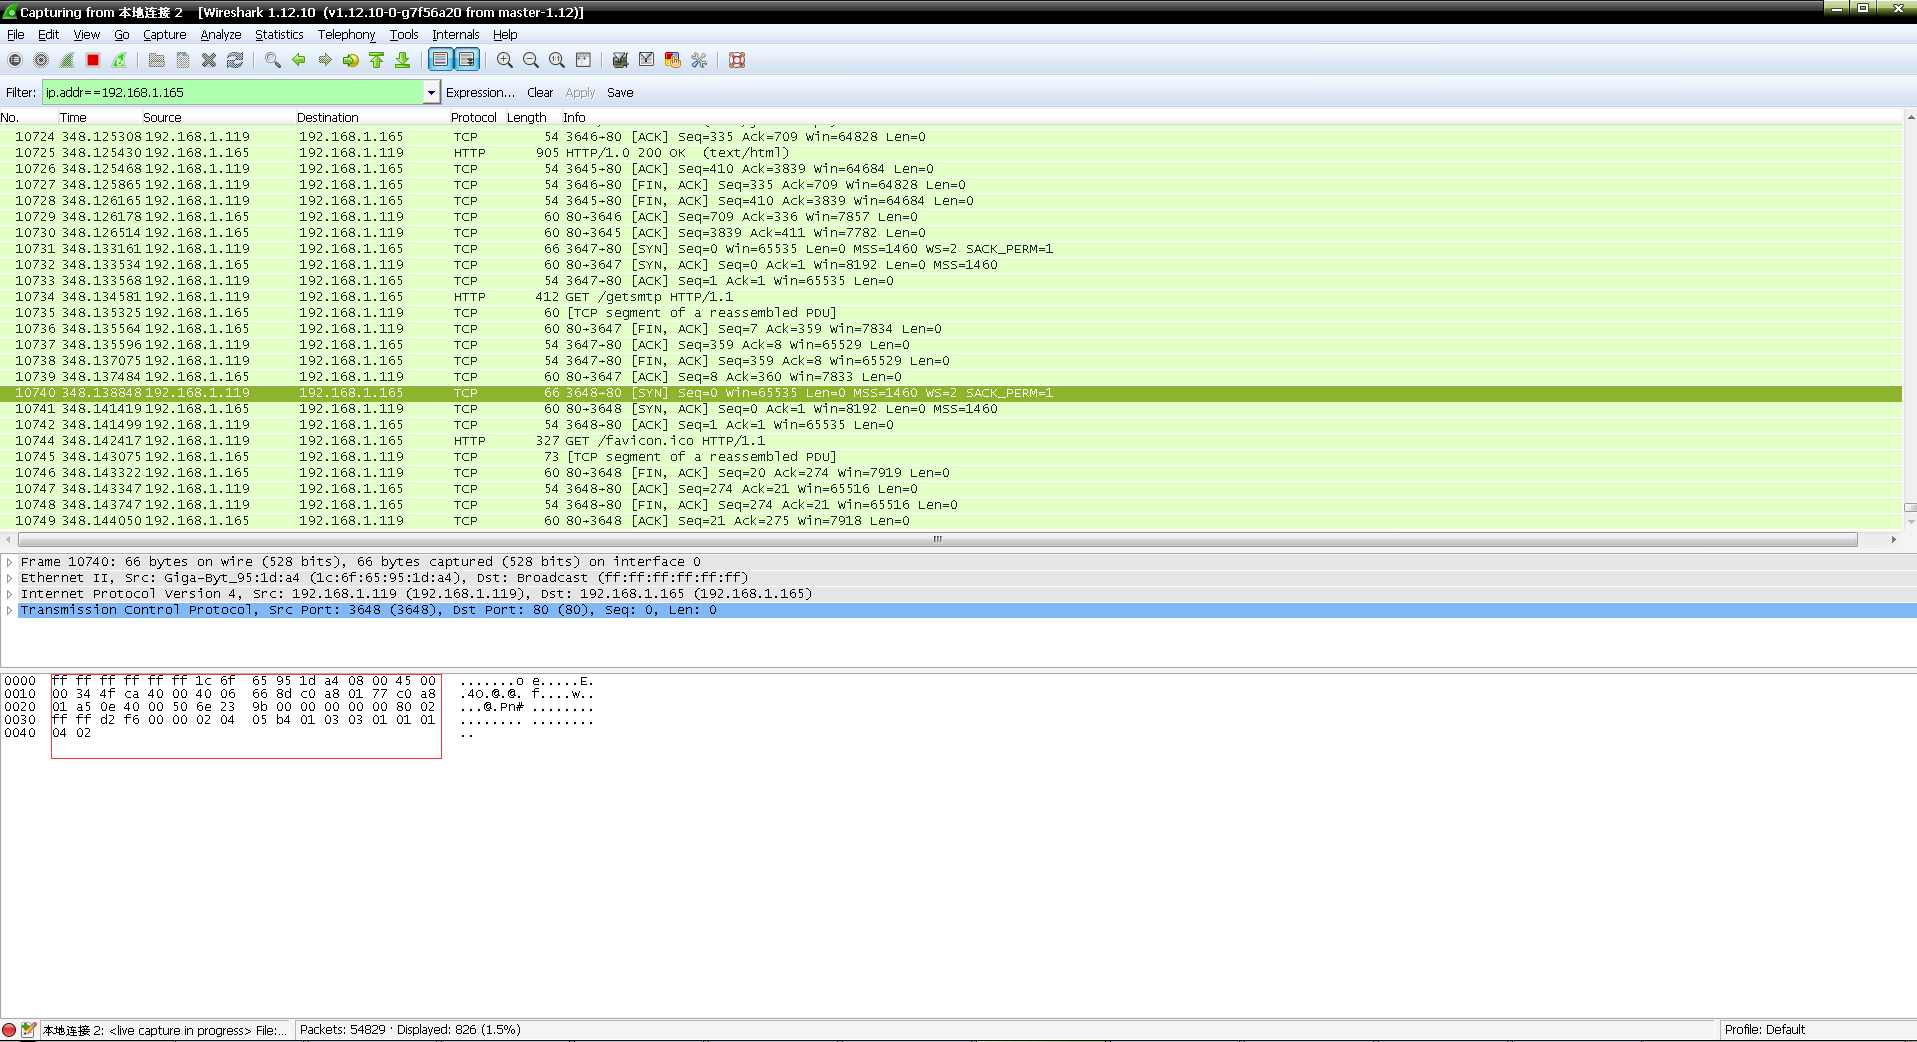 Capturing from 本地连接 2   [Wireshark 1.12.10  (v1.12.10-0-g7f56a20 from master-1.12)]
File Edit View Go Capture Analyze Statistics Telephony Tools Internals Help
Filter: ip.addr==192.168.1.165 Expression... Clear Apply Save
No. Time Source Destination Protocol Length Info
10724 348.125308 192.168.1.119 192.168.1.165 TCP 54 3646→80 [ACK] Seq=335 Ack=709 Win=64828 Len=0
10725 348.125430 192.168.1.165 192.168.1.119 HTTP 905 HTTP/1.0 200 OK  (text/html)
10726 348.125468 192.168.1.119 192.168.1.165 TCP 54 3645→80 [ACK] Seq=410 Ack=3839 Win=64684 Len=0
10727 348.125865 192.168.1.119 192.168.1.165 TCP 54 3646→80 [FIN, ACK] Seq=335 Ack=709 Win=64828 Len=0
10728 348.126165 192.168.1.119 192.168.1.165 TCP 54 3645→80 [FIN, ACK] Seq=410 Ack=3839 Win=64684 Len=0
10729 348.126178 192.168.1.165 192.168.1.119 TCP 60 80→3646 [ACK] Seq=709 Ack=336 Win=7857 Len=0
10730 348.126514 192.168.1.165 192.168.1.119 TCP 60 80→3645 [ACK] Seq=3839 Ack=411 Win=7782 Len=0
10731 348.133161 192.168.1.119 192.168.1.165 TCP 66 3647→80 [SYN] Seq=0 Win=65535 Len=0 MSS=1460 WS=2 SACK_PERM=1
10732 348.133534 192.168.1.165 192.168.1.119 TCP 60 80→3647 [SYN, ACK] Seq=0 Ack=1 Win=8192 Len=0 MSS=1460
10733 348.133568 192.168.1.119 192.168.1.165 TCP 54 3647→80 [ACK] Seq=1 Ack=1 Win=65535 Len=0
10734 348.134581 192.168.1.119 192.168.1.165 HTTP 412 GET /getsmtp HTTP/1.1
10735 348.135325 192.168.1.165 192.168.1.119 TCP 60 [TCP segment of a reassembled PDU]
10736 348.135564 192.168.1.165 192.168.1.119 TCP 60 80→3647 [FIN, ACK] Seq=7 Ack=359 Win=7834 Len=0
10737 348.135596 192.168.1.119 192.168.1.165 TCP 54 3647→80 [ACK] Seq=359 Ack=8 Win=65529 Len=0
10738 348.137075 192.168.1.119 192.168.1.165 TCP 54 3647→80 [FIN, ACK] Seq=359 Ack=8 Win=65529 Len=0
10739 348.137484 192.168.1.165 192.168.1.119 TCP 60 80→3647 [ACK] Seq=8 Ack=360 Win=7833 Len=0
10740 348.138848 192.168.1.119 192.168.1.165 TCP 66 3648→80 [SYN] Seq=0 Win=65535 Len=0 MSS=1460 WS=2 SACK_PERM=1
10741 348.141419 192.168.1.165 192.168.1.119 TCP 60 80→3648 [SYN, ACK] Seq=0 Ack=1 Win=8192 Len=0 MSS=1460
10742 348.141499 192.168.1.119 192.168.1.165 TCP 54 3648→80 [ACK] Seq=1 Ack=1 Win=65535 Len=0
10744 348.142417 192.168.1.119 192.168.1.165 HTTP 327 GET /favicon.ico HTTP/1.1
10745 348.143075 192.168.1.165 192.168.1.119 TCP 73 [TCP segment of a reassembled PDU]
10746 348.143322 192.168.1.165 192.168.1.119 TCP 60 80→3648 [FIN, ACK] Seq=20 Ack=274 Win=7919 Len=0
10747 348.143347 192.168.1.119 192.168.1.165 TCP 54 3648→80 [ACK] Seq=274 Ack=21 Win=65516 Len=0
10748 348.143747 192.168.1.119 192.168.1.165 TCP 54 3648→80 [FIN, ACK] Seq=274 Ack=21 Win=65516 Len=0
10749 348.144050 192.168.1.165 192.168.1.119 TCP 60 80→3648 [ACK] Seq=21 Ack=275 Win=7918 Len=0
Frame 10740: 66 bytes on wire (528 bits), 66 bytes captured (528 bits) on interface 0
Ethernet II, Src: Giga-Byt_95:1d:a4 (1c:6f:65:95:1d:a4), Dst: Broadcast (ff:ff:ff:ff:ff:ff)
Internet Protocol Version 4, Src: 192.168.1.119 (192.168.1.119), Dst: 192.168.1.165 (192.168.1.165)
Transmission Control Protocol, Src Port: 3648 (3648), Dst Port: 80 (80), Seq: 0, Len: 0
0000 ff ff ff ff ff ff 1c 6f  65 95 1d a4 08 00 45 00 .......o e.....E.
0010 00 34 4f ca 40 00 40 06  66 8d c0 a8 01 77 c0 a8 .4O.@.@. f....w..
0020 01 a5 0e 40 00 50 6e 23  9b 00 00 00 00 00 80 02 ...@.Pn# ........
0030 ff ff d2 f6 00 00 02 04  05 b4 01 03 03 01 01 01 ........ ........
0040 04 02 ..
本地连接 2: <live capture in progress> File:... Packets: 54829 · Displayed: 826 (1.5%) Profile: Default